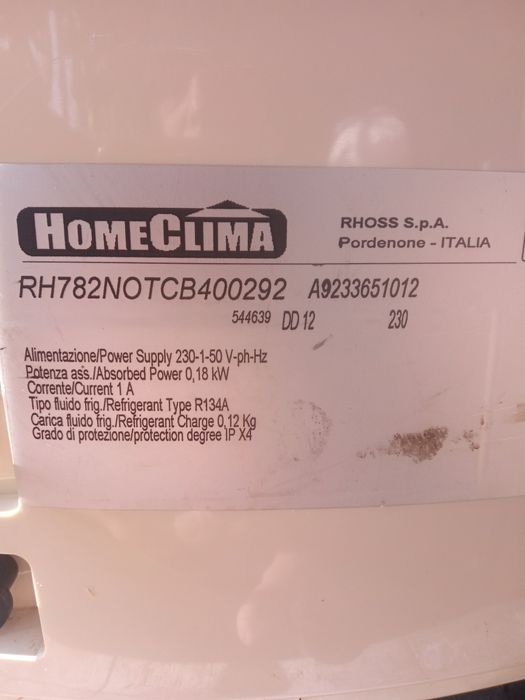 HOMECLIMA
RHOSS S.p.A.
Pordenone - ITALIA
RH782NOTCB400292 A9233651012
544639 DD 12 230
Alimentazione/Power Supply 230-1-50 V-ph-Hz
Potenza ass./Absorbed Power 0,18 kW
Corrente/Current 1 A
Tipo fluido frig./Refrigerant Type R134A
Carica fluido frig./Refrigerant Charge 0,12 Kg
Grado di protezione/protection degree IP X4